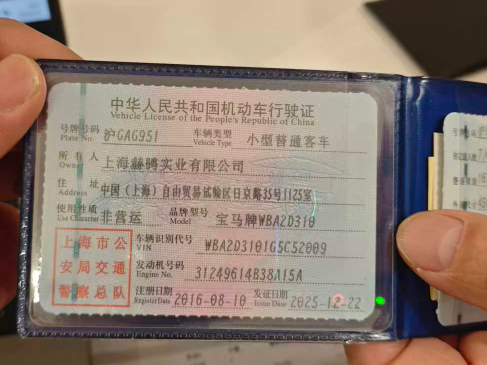 中华人民共和国机动车行驶证
Vehicle License of the People's Republic of China
号牌号码 Plate No. 沪GAG951 车辆类型 Vehicle Type 小型普通客车
所有人 Owner 上海赫骋实业有限公司
住址 Address 中国（上海）自由贸易试验区日京路35号1125室
使用性质 Use Character 非营运 品牌型号 Model 宝马牌WBA2D310
上海市公安局交通警察总队
车辆识别代号 VIN WBA2D3101G5C52009
发动机号码 Engine No. 31249614B38A15A
注册日期 Register Date 2016-08-10 发证日期 Issue Date 2025-12-22